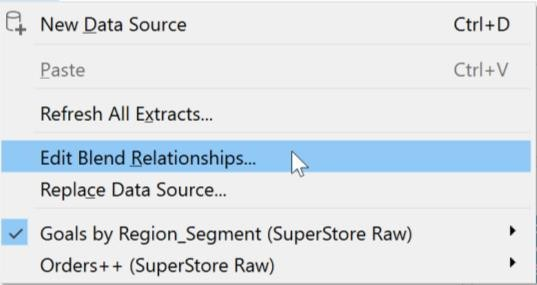 New Data Source Ctrl+D
Paste Ctrl+V
Refresh All Extracts...
Edit Blend Relationships...
Replace Data Source...
Goals by Region_Segment (SuperStore Raw)
Orders++ (SuperStore Raw)